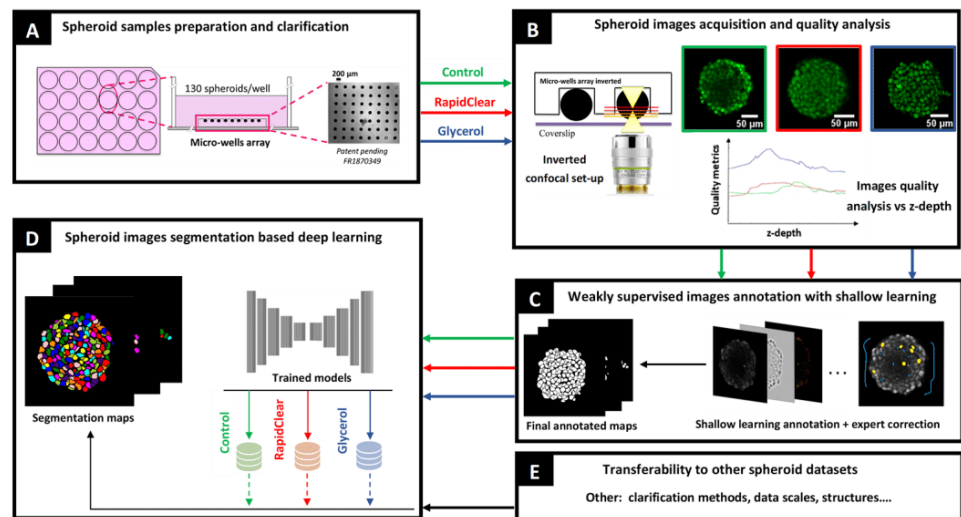 A
Spheroid samples preparation and clarification
130 spheroids/well
Micro-wells array
200 µm
Patent pending
FR1870349
Control
RapidClear
Glycerol
B
Spheroid images acquisition and quality analysis
Micro-wells array inverted
Coverslip
Inverted
confocal set-up
50 µm
50 µm
50 µm
Quality metrics
z-depth
Images quality
analysis vs z-depth
C
Weakly supervised images annotation with shallow learning
Final annotated maps
...
Shallow learning annotation + expert correction
D
Spheroid images segmentation based deep learning
Segmentation maps
Trained models
Control
RapidClear
Glycerol
E
Transferability to other spheroid datasets
Other: clarification methods, data scales, structures....